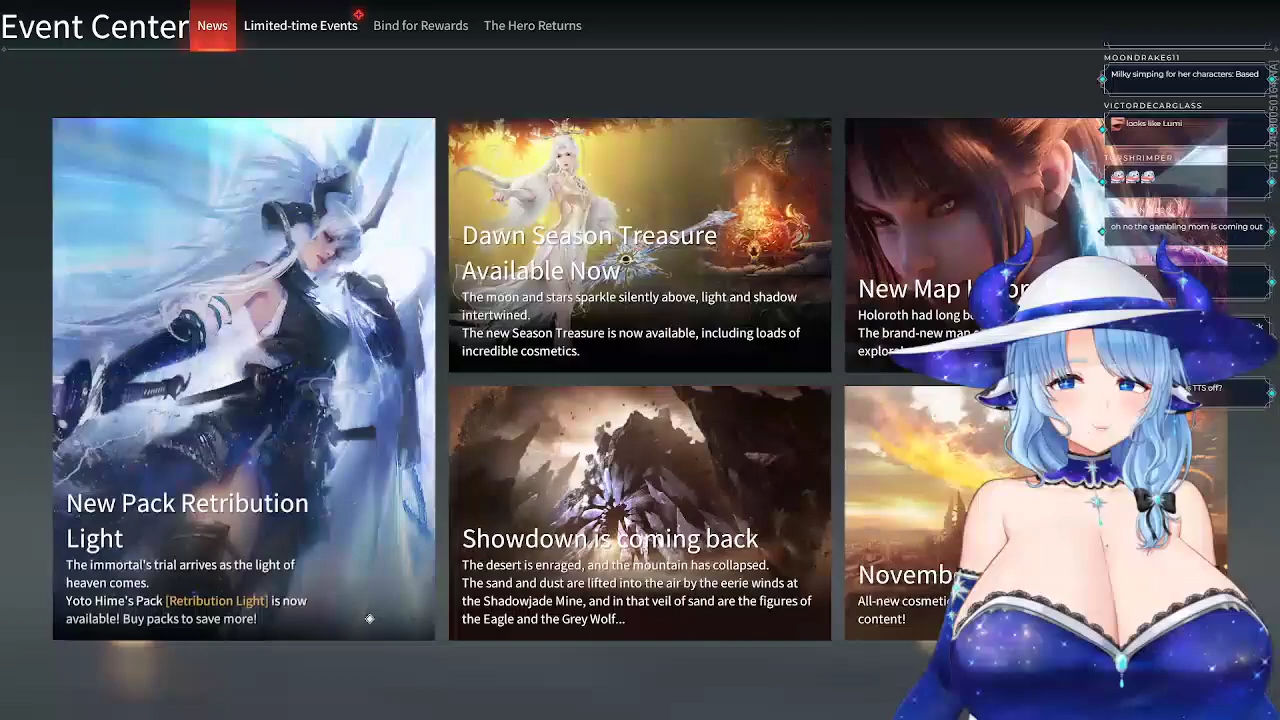 Event Center
News
Limited-time Events
Bind for Rewards
The Hero Returns
MOONDRAKE611
Milky simping for her characters: Based
VICTORDECARGLASS
looks like Lumi
oh no the gambling mom is coming out
TTS off?
New Pack Retribution
Light
The immortal's trial arrives as the light of
heaven comes.
Yoto Hime's Pack [Retribution Light] is now
available! Buy packs to save more!
Dawn Season Treasure
Available Now
The moon and stars sparkle silently above, light and shadow
intertwined.
The new Season Treasure is now available, including loads of
incredible cosmetics.
Showdown is coming back
The desert is enraged, and the mountain has collapsed.
The sand and dust are lifted into the air by the eerie winds at
the Shadowjade Mine, and in that veil of sand are the figures of
the Eagle and the Grey Wolf...
New Map
Holoroth had long
The brand-new map
All-new
content!